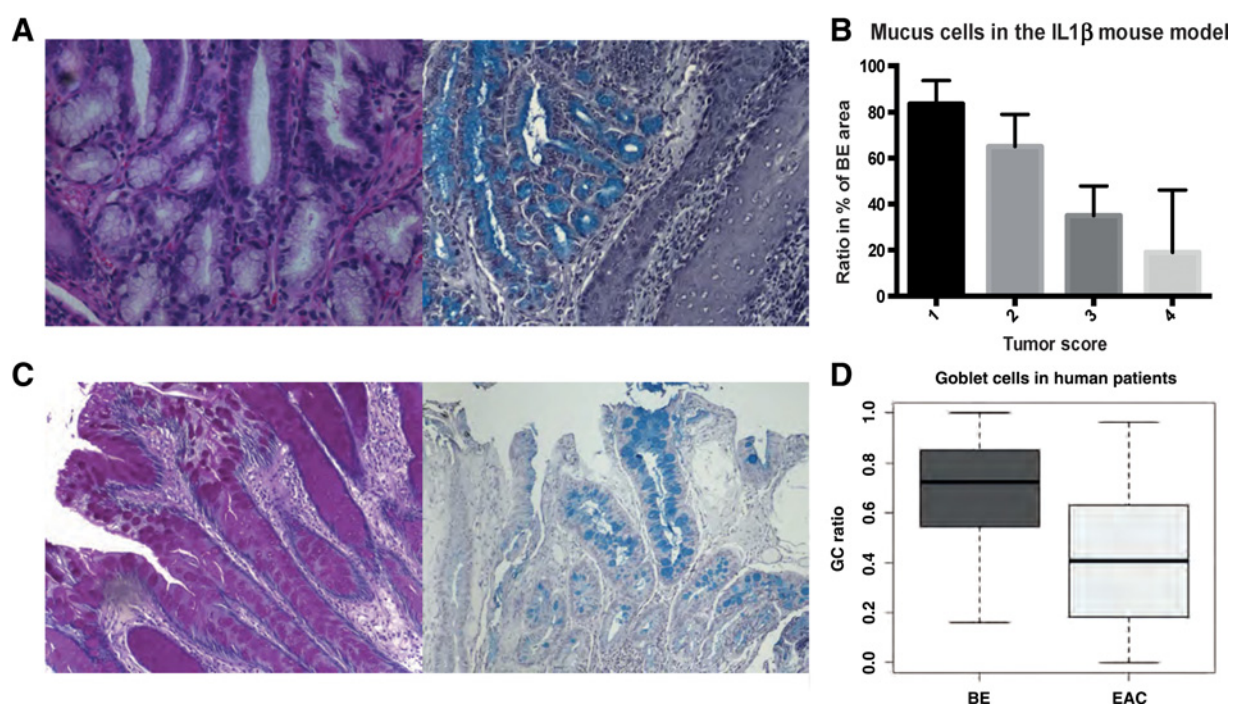 A
B
Mucus cells in the IL1β mouse model
Ratio in % of BE area
100
80
60
40
20
0
1
2
3
4
Tumor score
C
D
Goblet cells in human patients
GC ratio
1.0
0.8
0.6
0.4
0.2
0.0
BE
EAC